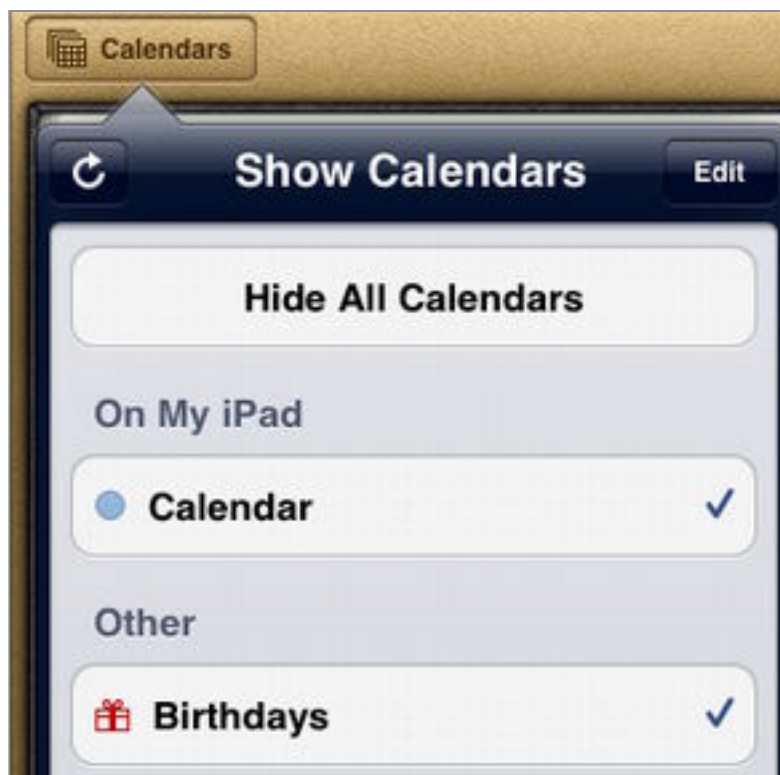 Calendars
Show Calendars
Edit
Hide All Calendars
On My iPad
Calendar
Other
Birthdays